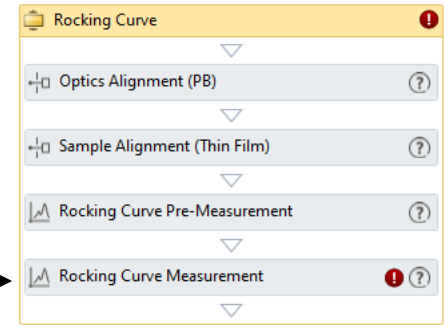 Rocking Curve
Optics Alignment (PB)
Sample Alignment (Thin Film)
Rocking Curve Pre-Measurement
Rocking Curve Measurement